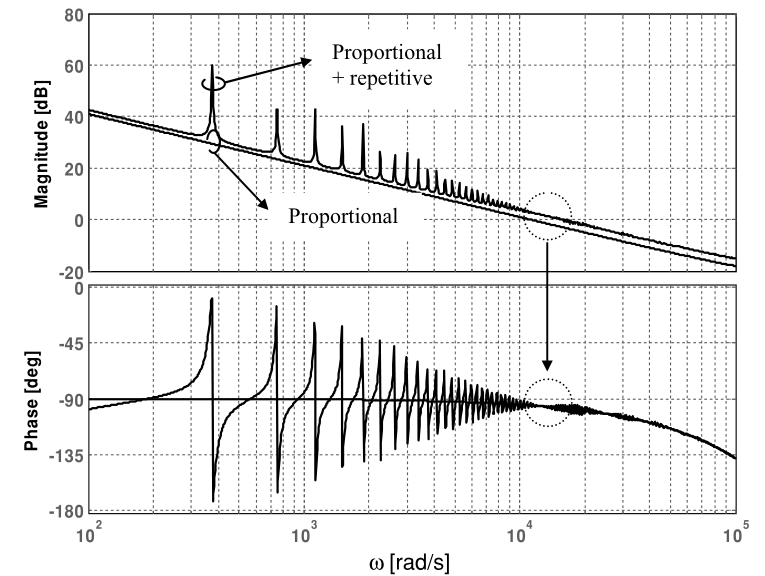 80
60
40
20
0
-20
Magnitude [dB]
Proportional
+ repetitive
Proportional
0
-45
-90
-135
-180
Phase [deg]
10^2
10^3
10^4
10^5
ω [rad/s]